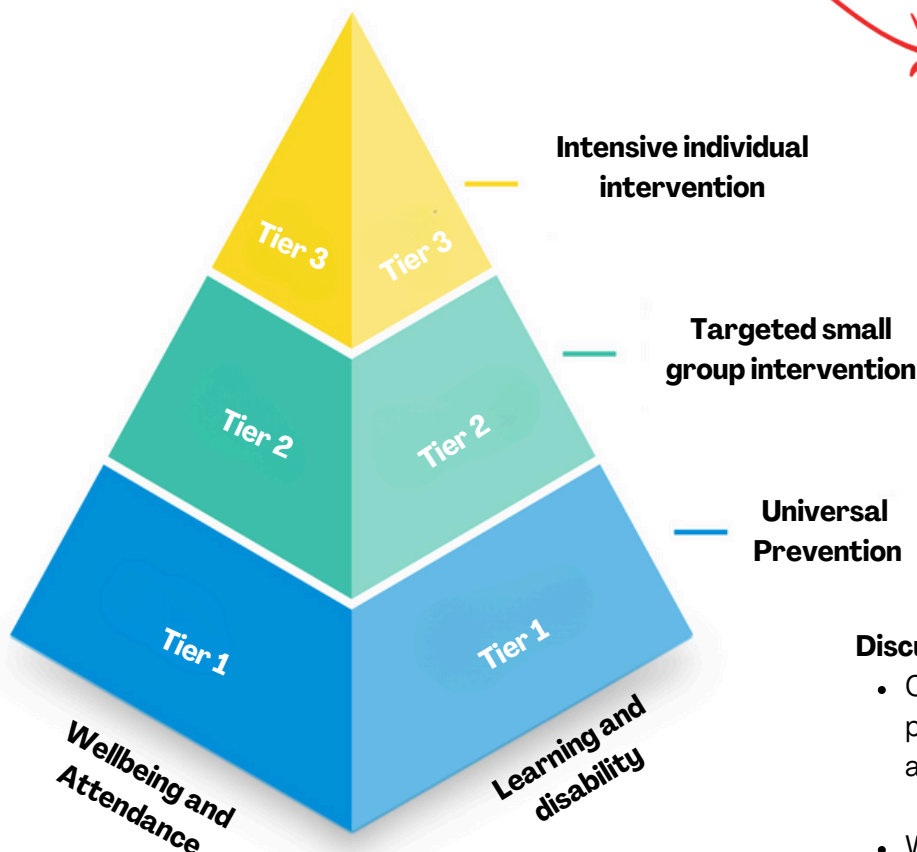 Intensive individual
intervention
Tier 3
Tier 3
Targeted small
group intervention
Tier 2
Tier 2
Universal
Prevention
Tier 1
Tier 1
Wellbeing and
Attendance
Learning and
disability